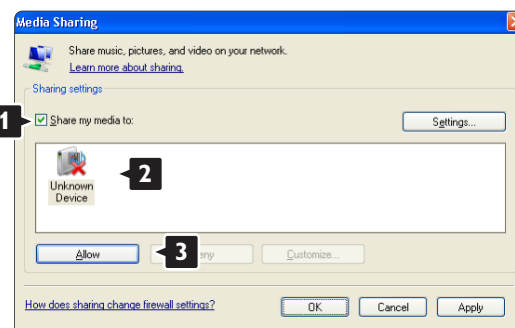 Media Sharing
Share music, pictures, and video on your network.
Learn more about sharing.
Sharing settings
1
Share my media to:
Settings...
2
Unknown
Device
Allow
3
eny
Customize...
How does sharing change firewall settings?
OK
Cancel
Apply